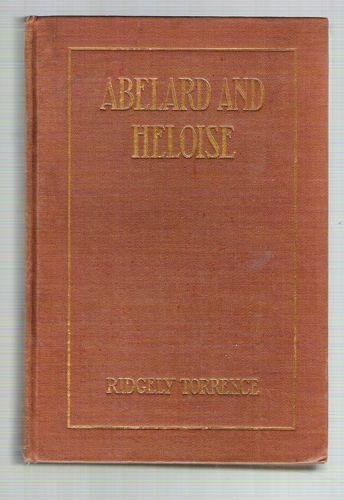 ABELARD AND
HELOISE
RIDGELY TORRENCE